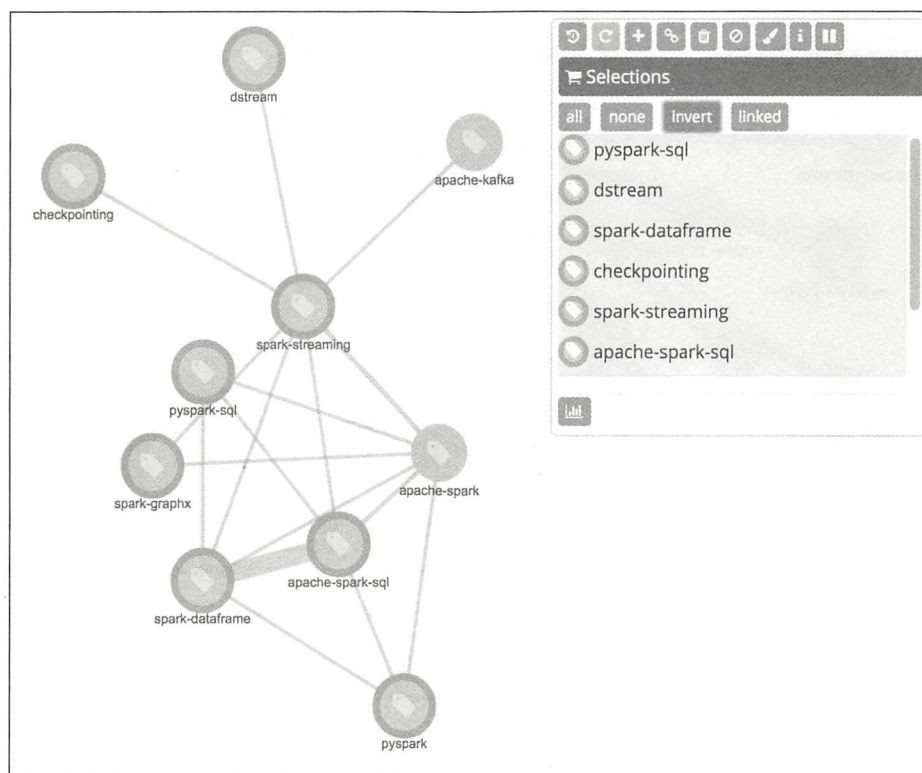 dstream
apache-kafka
checkpointing
spark-streaming
pyspark-sql
apache-spark
spark-graphx
apache-spark-sql
spark-dataframe
pyspark
Selections
all none invert linked
pyspark-sql
dstream
spark-dataframe
checkpointing
spark-streaming
apache-spark-sql